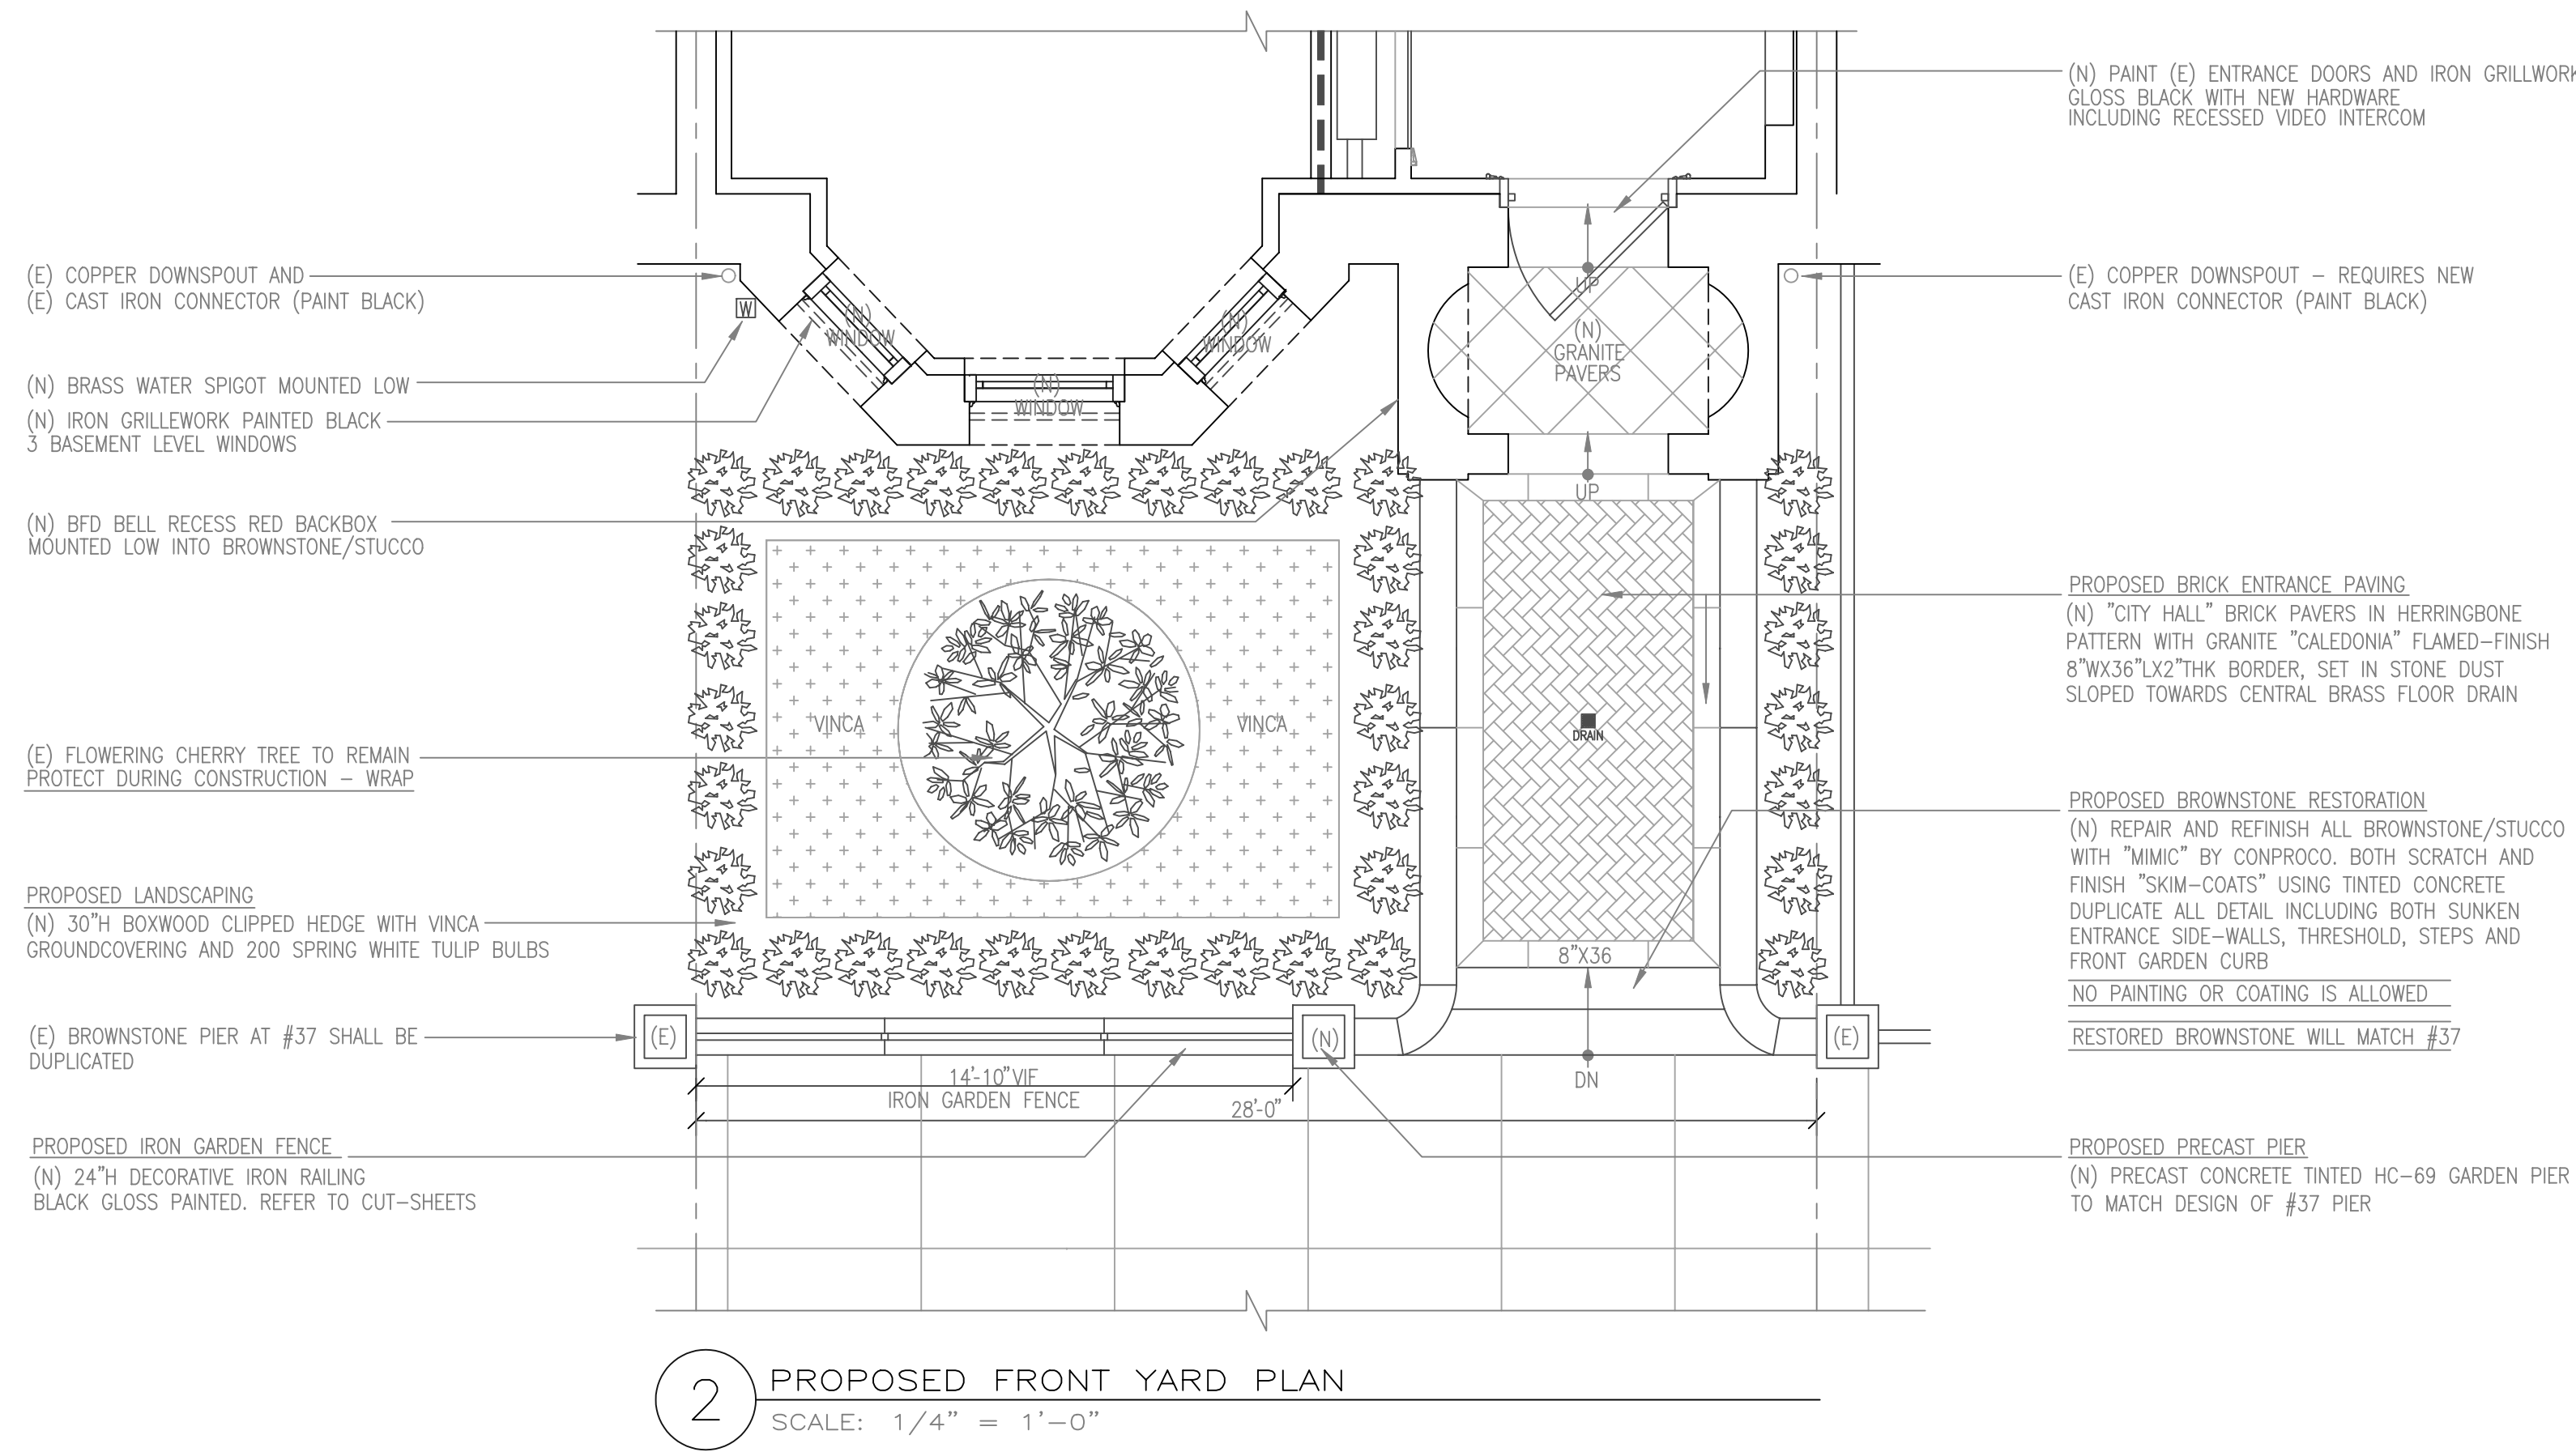 (N) PAINT (E) ENTRANCE DOORS AND IRON GRILLWORK
GLOSS BLACK WITH NEW HARDWARE
INCLUDING RECESSED VIDEO INTERCOM
(E) COPPER DOWNSPOUT AND
(E) CAST IRON CONNECTOR (PAINT BLACK)
(E) COPPER DOWNSPOUT – REQUIRES NEW
CAST IRON CONNECTOR (PAINT BLACK)
W
(N)
WINDOW
(N)
WINDOW
(N)
WINDOW
UP
(N)
GRANITE
PAVERS
UP
(N) BRASS WATER SPIGOT MOUNTED LOW
(N) IRON GRILLEWORK PAINTED BLACK
3 BASEMENT LEVEL WINDOWS
(N) BFD BELL RECESS RED BACKBOX
MOUNTED LOW INTO BROWNSTONE/STUCCO
PROPOSED BRICK ENTRANCE PAVING
(N) "CITY HALL" BRICK PAVERS IN HERRINGBONE
PATTERN WITH GRANITE "CALEDONIA" FLAMED–FINISH
8"WX36"LX2"THK BORDER, SET IN STONE DUST
SLOPED TOWARDS CENTRAL BRASS FLOOR DRAIN
VINCA
VINCA
DRAIN
(E) FLOWERING CHERRY TREE TO REMAIN
PROTECT DURING CONSTRUCTION – WRAP
PROPOSED BROWNSTONE RESTORATION
(N) REPAIR AND REFINISH ALL BROWNSTONE/STUCCO
WITH "MIMIC" BY CONPROCO. BOTH SCRATCH AND
FINISH "SKIM–COATS" USING TINTED CONCRETE
DUPLICATE ALL DETAIL INCLUDING BOTH SUNKEN
ENTRANCE SIDE–WALLS, THRESHOLD, STEPS AND
FRONT GARDEN CURB
NO PAINTING OR COATING IS ALLOWED
RESTORED BROWNSTONE WILL MATCH #37
PROPOSED LANDSCAPING
(N) 30"H BOXWOOD CLIPPED HEDGE WITH VINCA
GROUNDCOVERING AND 200 SPRING WHITE TULIP BULBS
8"X36
(E) BROWNSTONE PIER AT #37 SHALL BE
DUPLICATED
(E)
(N)
(E)
14'-10"VIF
IRON GARDEN FENCE
28'-0"
DN
PROPOSED IRON GARDEN FENCE
(N) 24"H DECORATIVE IRON RAILING
BLACK GLOSS PAINTED. REFER TO CUT–SHEETS
PROPOSED PRECAST PIER
(N) PRECAST CONCRETE TINTED HC–69 GARDEN PIER
TO MATCH DESIGN OF #37 PIER
2
PROPOSED FRONT YARD PLAN
SCALE: 1/4" = 1'–0"